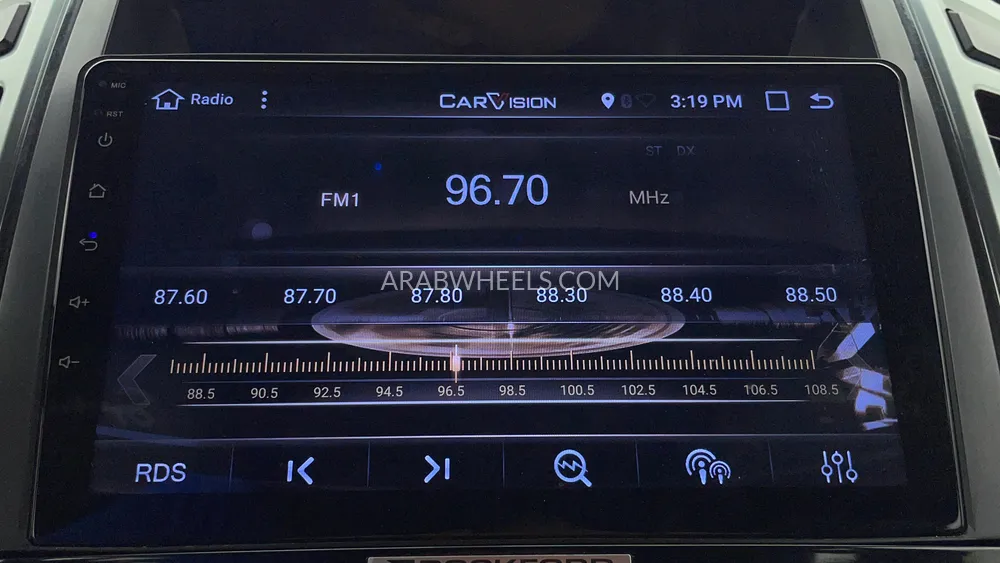 MIC
Radio CARVISION 3:19 PM
RST
ST DX
FM1 96.70 MHz
ARABWHEELS.COM
87.60 87.70 87.80 88.30 88.40 88.50
88.5 90.5 92.5 94.5 96.5 98.5 100.5 102.5 104.5 106.5 108.5
RDS
ROCKFORD